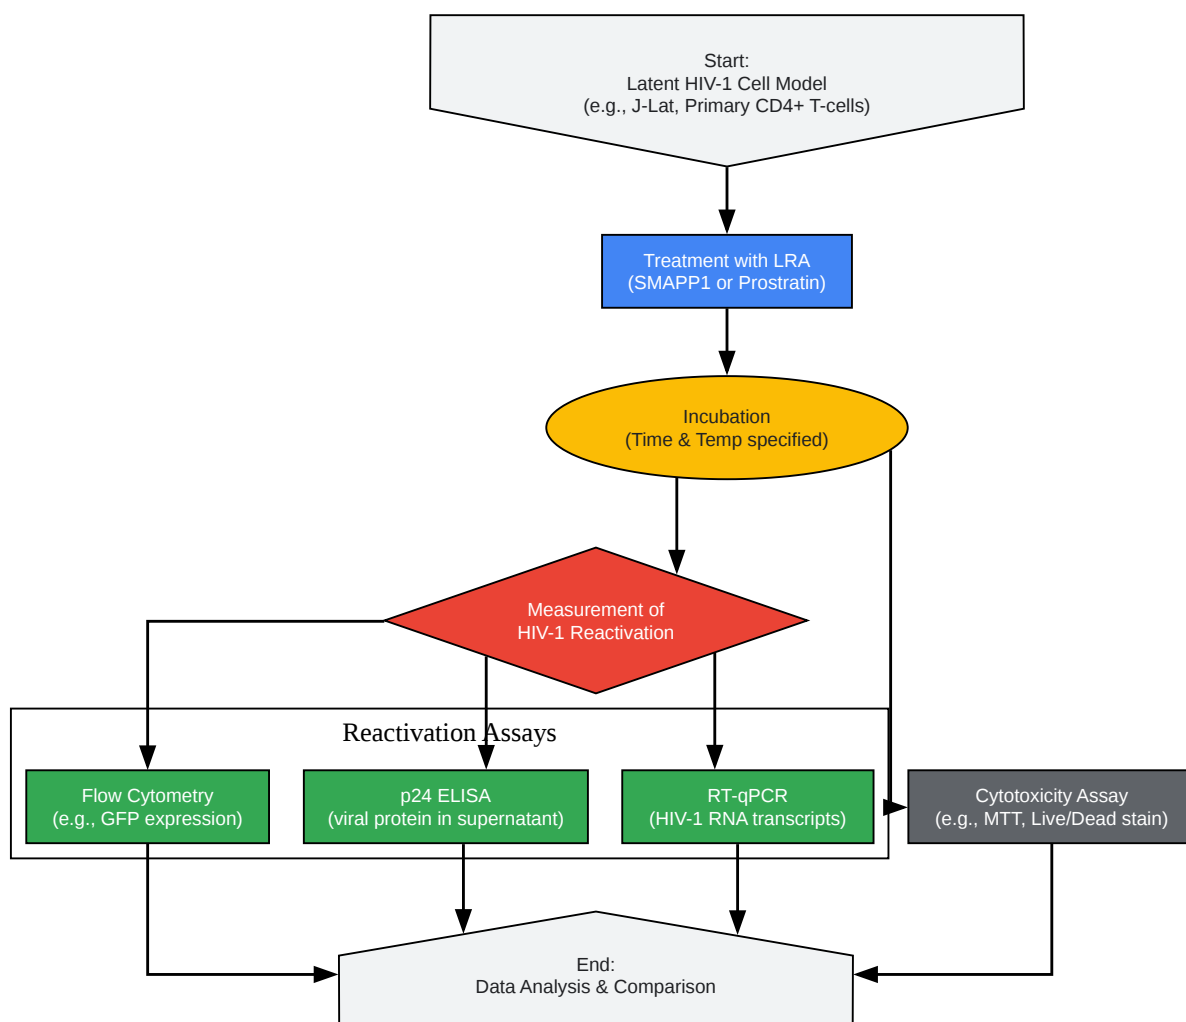 Start:
Latent HIV-1 Cell Model
(e.g., J-Lat, Primary CD4+ T-cells)
Treatment with LRA
(SMAPP1 or Prostratin)
Incubation
(Time & Temp specified)
Measurement of
HIV-1 Reactivation
Reactivation Assays
Flow Cytometry
(e.g., GFP expression)
p24 ELISA
(viral protein in supernatant)
RT-qPCR
(HIV-1 RNA transcripts)
Cytotoxicity Assay
(e.g., MTT, Live/Dead stain)
End:
Data Analysis & Comparison